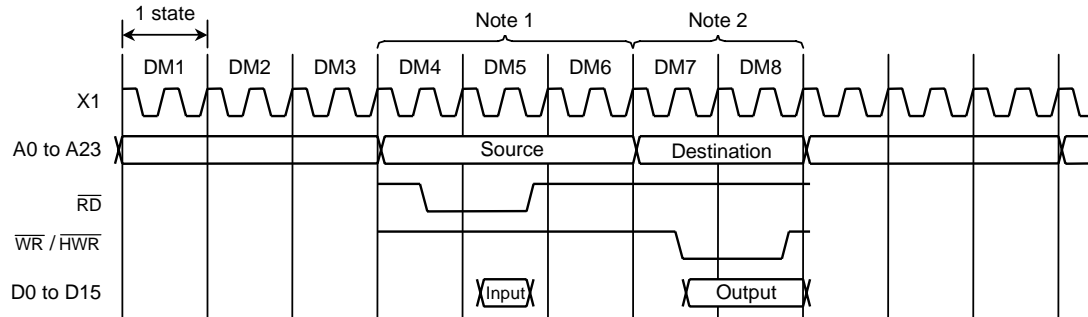 1 state Note 1 Note 2
DM1 DM2 DM3 DM4 DM5 DM6 DM7 DM8
X1
A0 to A23 Source Destination
RD
WR / HWR
D0 to D15 Input Output